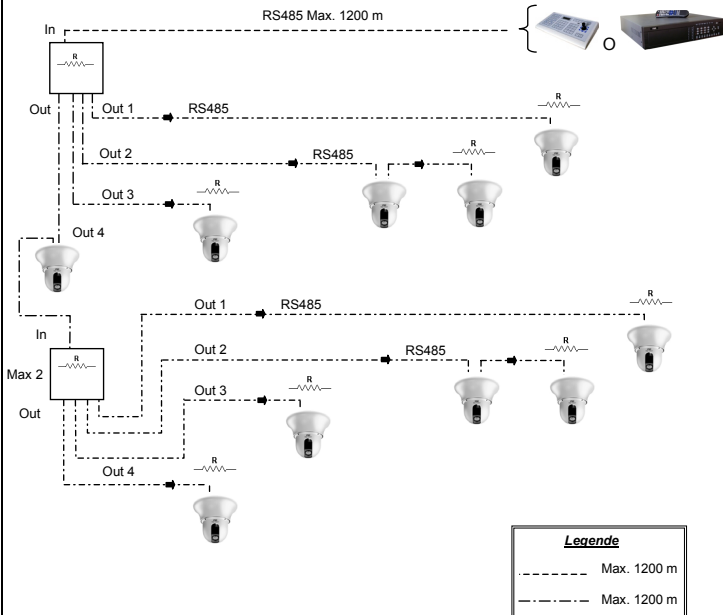 RS485 Max. 1200 m
In
O
R
Out
Out 1
RS485
R
Out 2
RS485
R
Out 3
R
Out 4
Out 1
RS485
R
In
Out 2
RS485
R
R
Max 2
Out 3
R
Out
Out 4
R
Legende
Max. 1200 m
Max. 1200 m